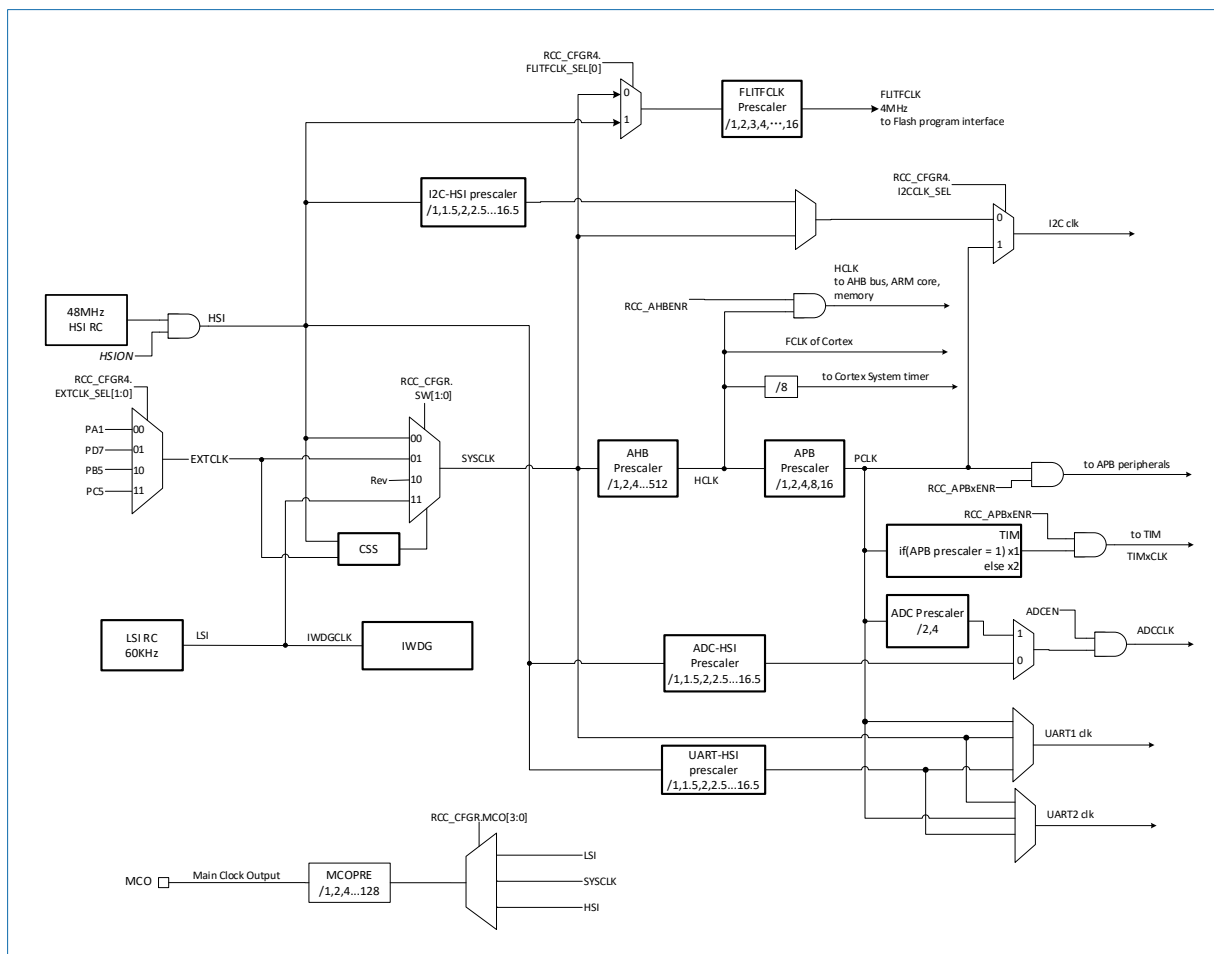 RCC_CFGR4.
FLITFCLK_SEL[0]
0
1
FLITFCLK
Prescaler
/1,2,3,4,⋯,16
FLITFCLK
4MHz
to Flash program interface
I2C-HSI prescaler
/1,1.5,2,2.5...16.5
RCC_CFGR4.
I2CCLK_SEL
0
1
I2C clk
48MHz
HSI RC
HSION
HSI
RCC_AHBENR
HCLK
to AHB bus, ARM core,
memory
FCLK of Cortex
/8
to Cortex System timer
RCC_CFGR4.
EXTCLK_SEL[1:0]
PA1
00
PD7
01
PB5
10
PC5
11
EXTCLK
RCC_CFGR.
SW[1:0]
00
01
Rev
10
11
SYSCLK
CSS
AHB
Prescaler
/1,2,4...512
HCLK
APB
Prescaler
/1,2,4,8,16
PCLK
RCC_APBxENR
to APB peripherals
RCC_APBxENR
TIM
if(APB prescaler = 1) x1
else x2
to TIM
TIMxCLK
LSI RC
60KHz
LSI
IWDGCLK
IWDG
ADC Prescaler
/2,4
ADCEN
1
0
ADCCLK
ADC-HSI
Prescaler
/1,1.5,2,2.5...16.5
UART-HSI
prescaler
/1,1.5,2,2.5...16.5
UART1 clk
UART2 clk
RCC_CFGR.MCO[3:0]
MCO
Main Clock Output
MCOPRE
/1,2,4...128
LSI
SYSCLK
HSI